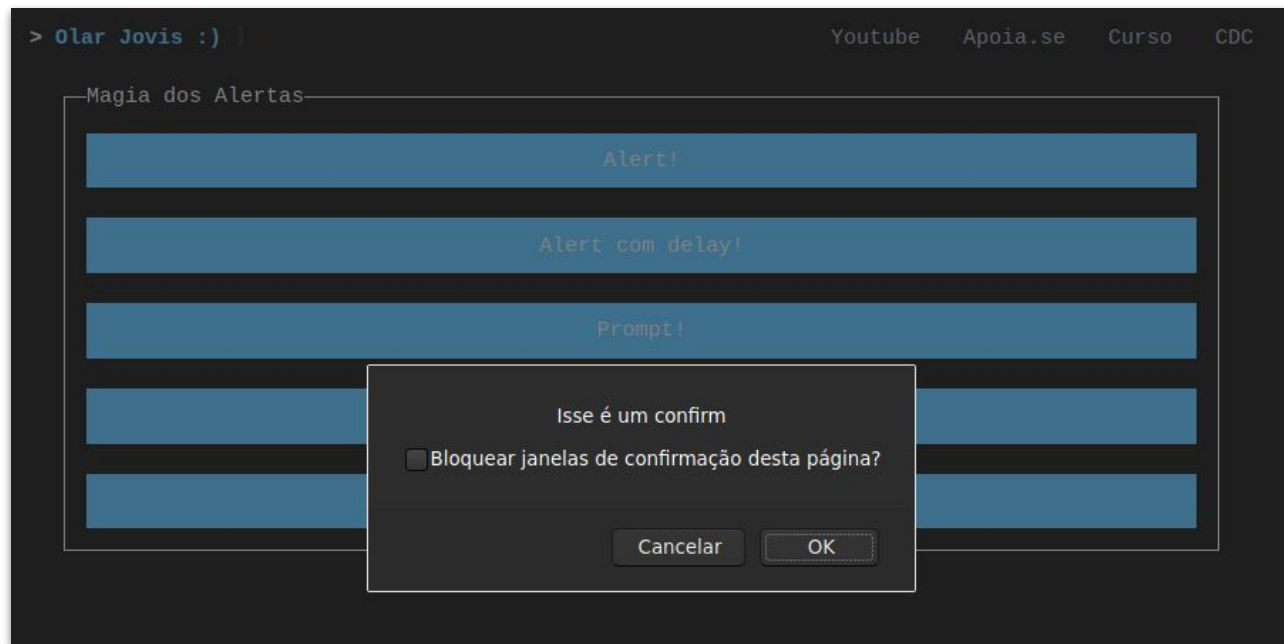 > Olar Jovis :)
Youtube Apoia.se Curso CDC
Magia dos Alertas
Alert!
Alert com delay!
Prompt!
Isse é um confirm
Bloquear janelas de confirmação desta página?
Cancelar OK